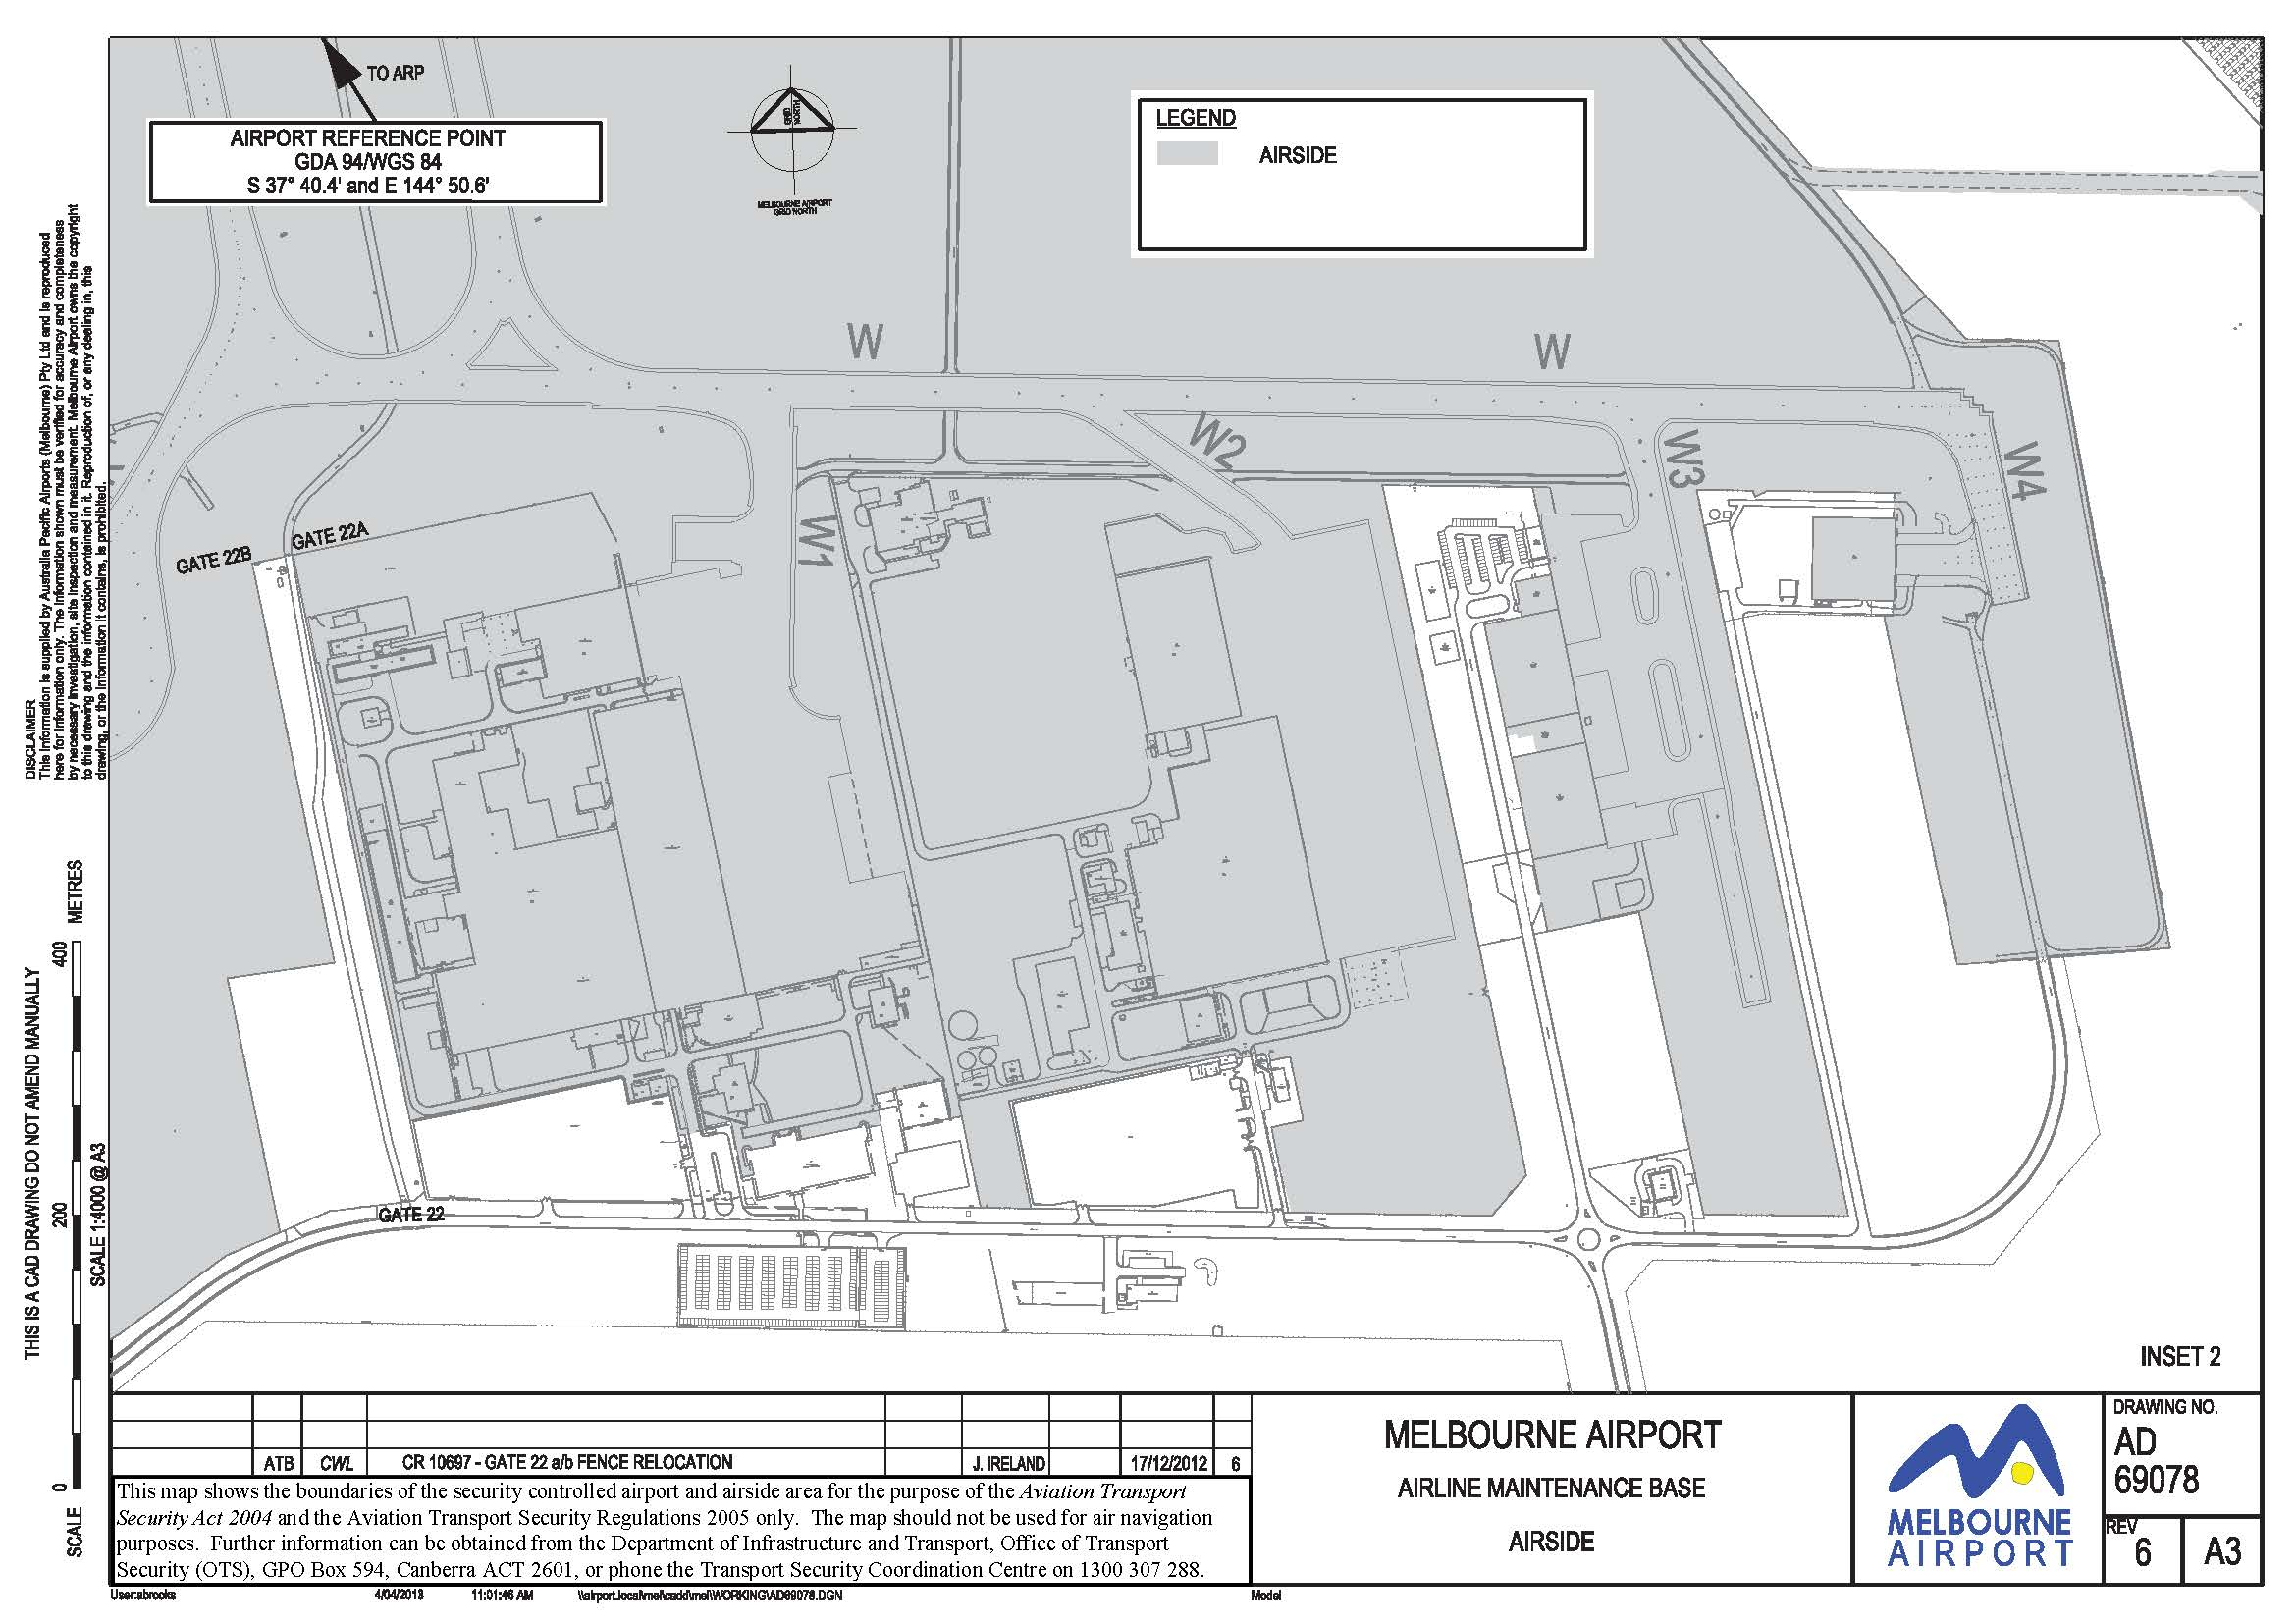 TO ARP
AIRPORT REFERENCE POINT
GDA 94/WGS 84
S 37° 40.4' and E 144° 50.6'
MELBOURNE AIRPORT
GRID NORTH
LEGEND
AIRSIDE
W
W
W2
W3
W4
W1
GATE 22B
GATE 22A
GATE 22
DISCLAIMER
This information is supplied by Australia Pacific Airports (Melbourne) Pty Ltd and is reproduced
here for information only. The information shown must be verified for accuracy and completeness
by necessary investigation, site inspection and measurement. Melbourne Airport owns the copyright
to this drawing and the information contained in it. Reproduction of, or any dealing in, this
drawing, or the information it contains, is prohibited.
THIS IS A CAD DRAWING DO NOT AMEND MANUALLY
SCALE 0 200 400 METRES
SCALE 1:4000 @ A3
INSET 2
ATB CWL CR 10697 - GATE 22 a/b FENCE RELOCATION J. IRELAND 17/12/2012 6
This map shows the boundaries of the security controlled airport and airside area for the purpose of the Aviation Transport
Security Act 2004 and the Aviation Transport Security Regulations 2005 only. The map should not be used for air navigation
purposes. Further information can be obtained from the Department of Infrastructure and Transport, Office of Transport
Security (OTS), GPO Box 594, Canberra ACT 2601, or phone the Transport Security Coordination Centre on 1300 307 288.
MELBOURNE AIRPORT
AIRLINE MAINTENANCE BASE
AIRSIDE
MELBOURNE
AIRPORT
DRAWING NO.
AD
69078
REV
6
A3
User:abrooks 4/04/2013 11:01:46 AM \\airport.local\mel\cadd\mel\WORKING\AD69078.DGN Model